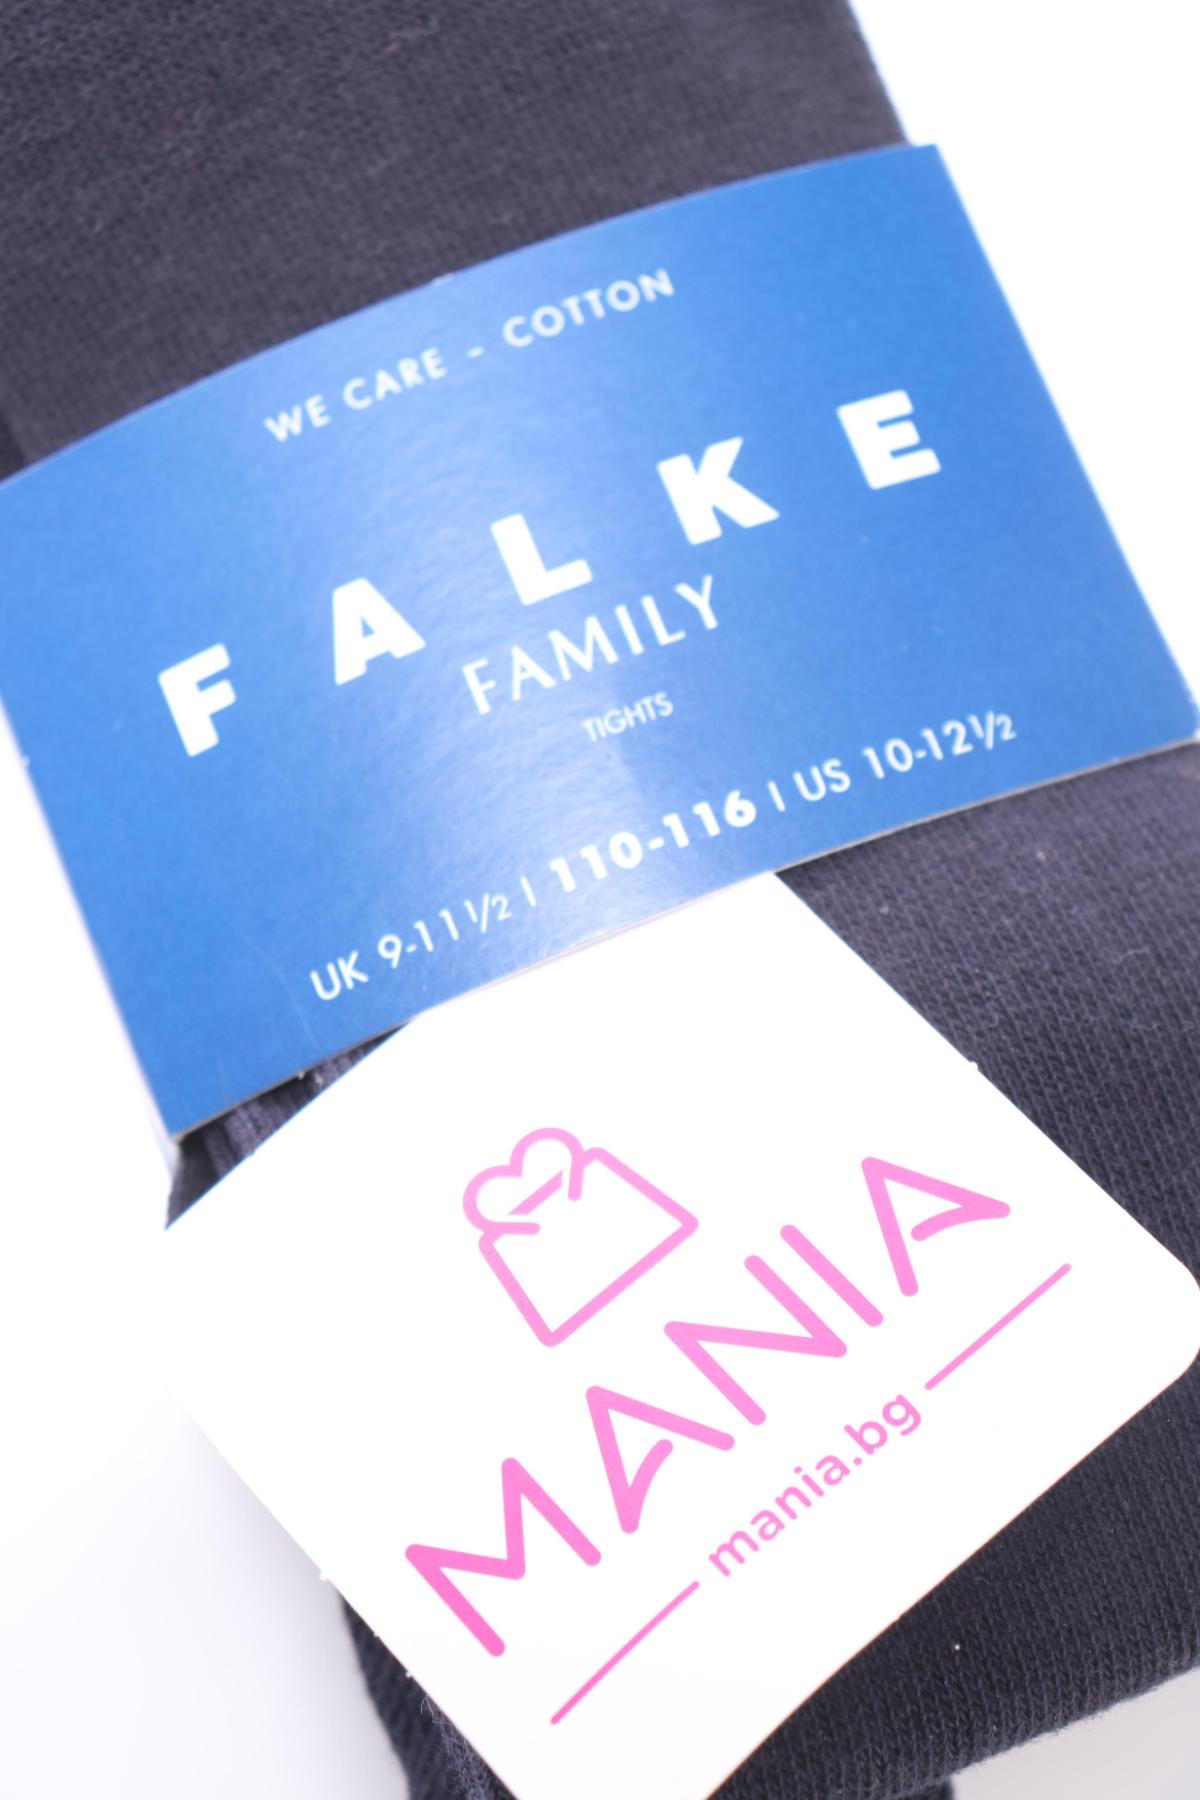 WE CARE - COTTON
FALKE
FAMILY
TIGHTS
UK 9-11½ | 110-116 | US 10-12½
MANIA
mania.bg